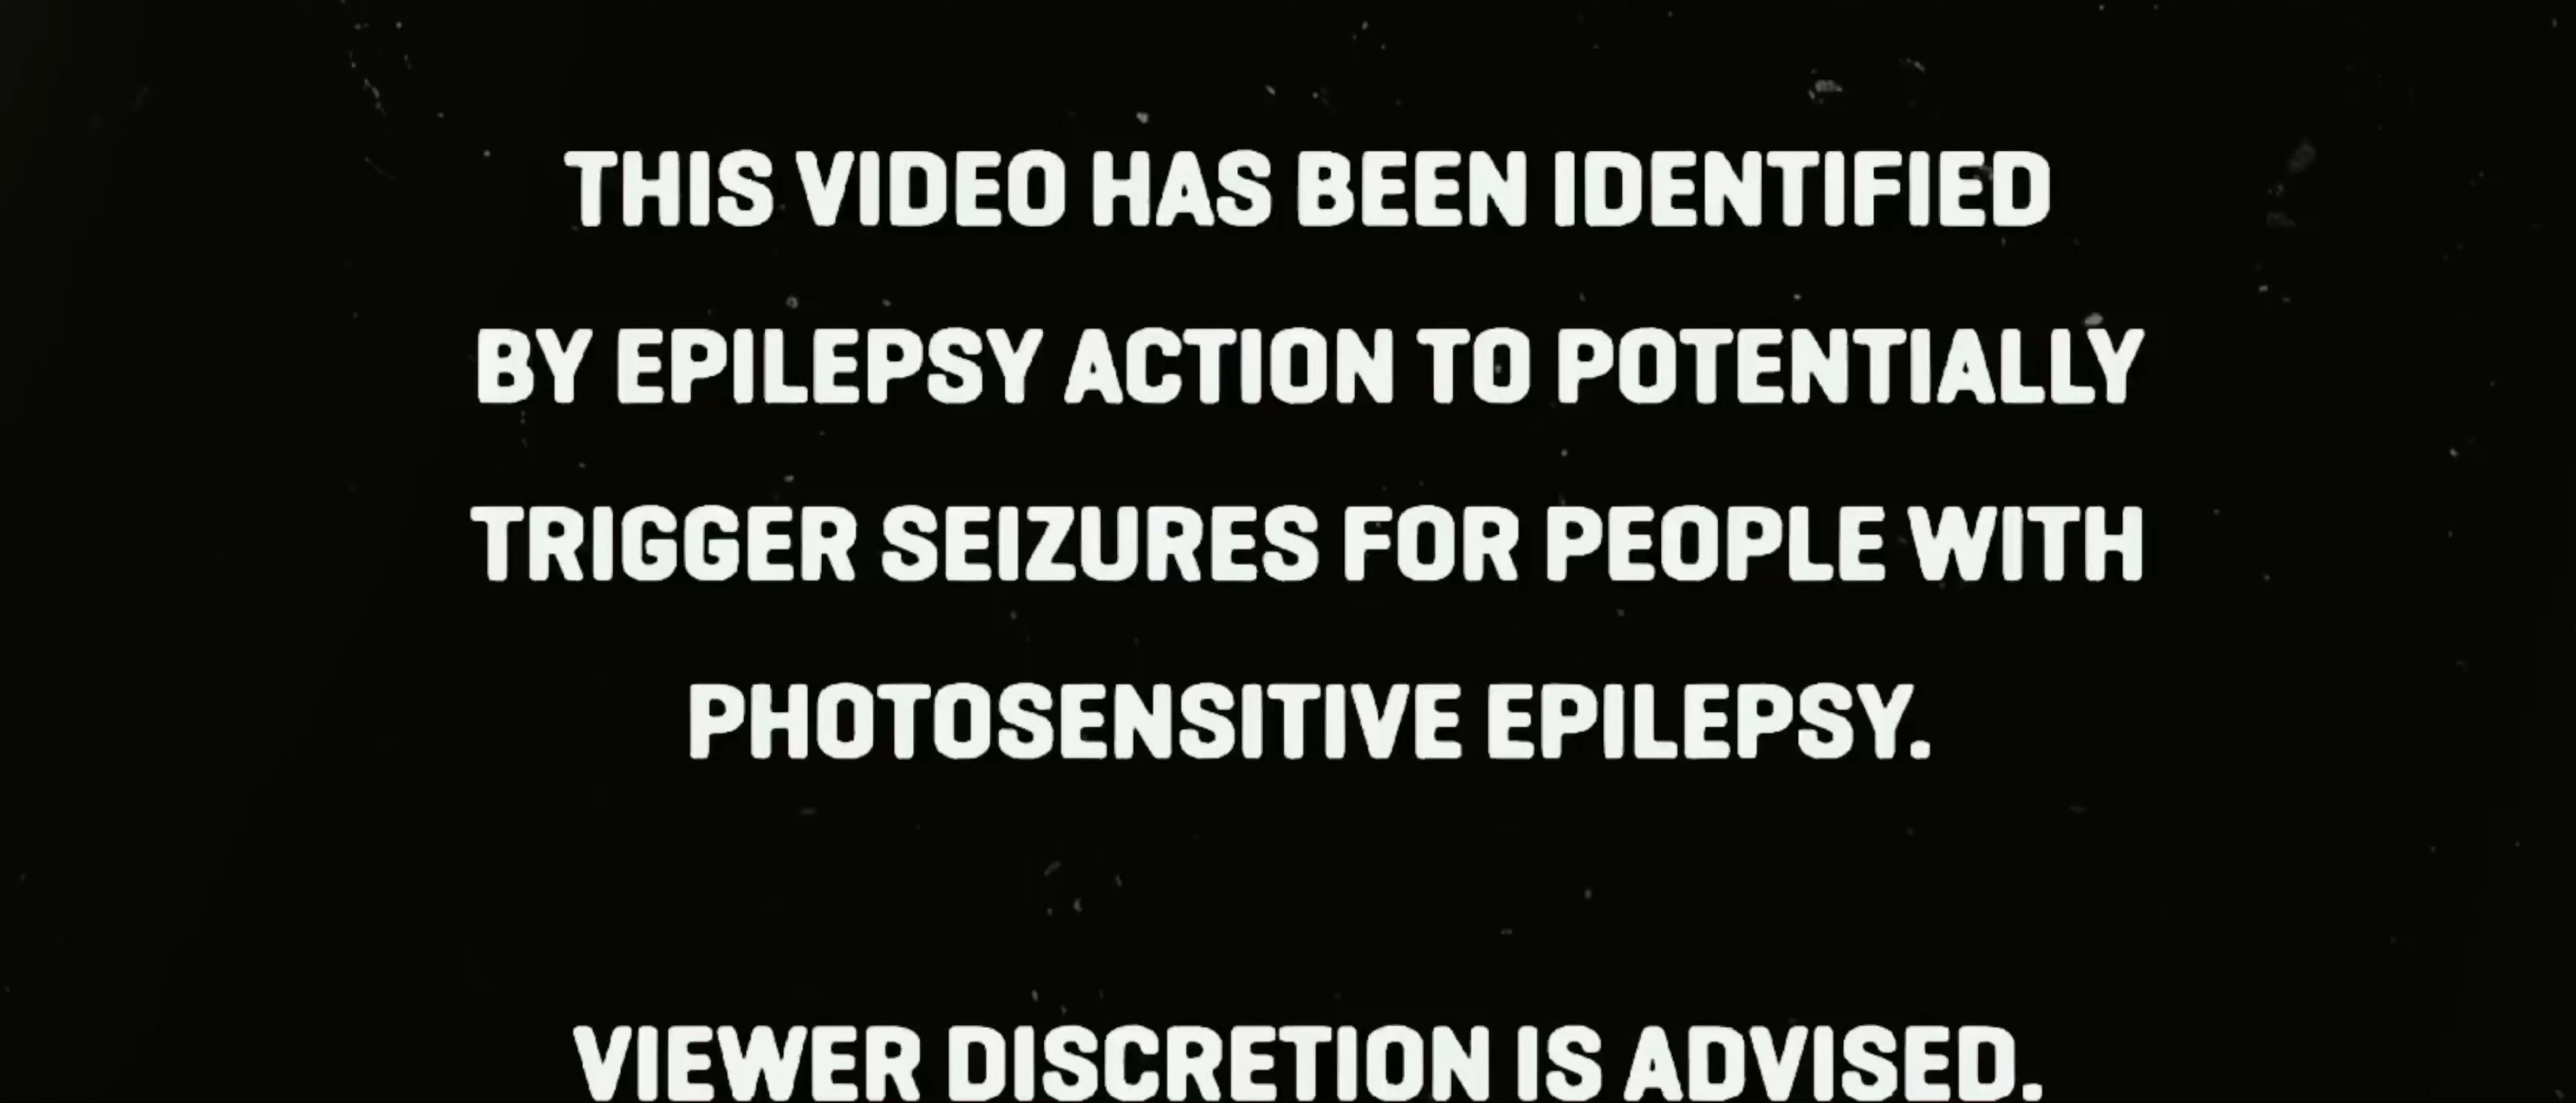 THIS VIDEO HAS BEEN IDENTIFIED
BY EPILEPSY ACTION TO POTENTIALLY
TRIGGER SEIZURES FOR PEOPLE WITH
PHOTOSENSITIVE EPILEPSY.
VIEWER DISCRETION IS ADVISED.